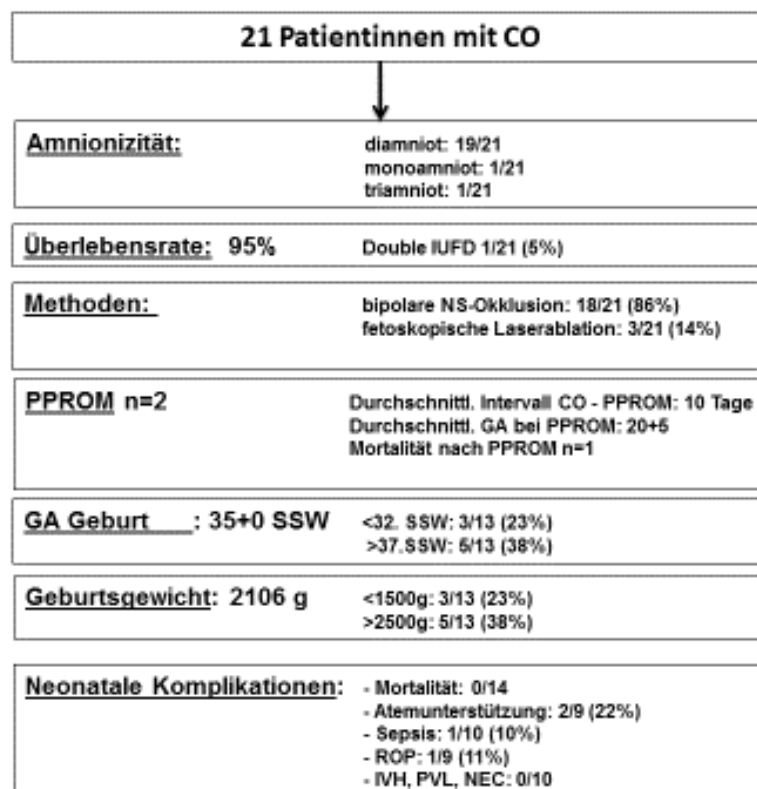 21 Patientinnen mit CO
Amnionizität:
diamniot: 19/21
monoamniot: 1/21
triamniot: 1/21
Überlebensrate: 95% Double IUFD 1/21 (5%)
Methoden:
bipolare NS-Okklusion: 18/21 (86%)
fetoskopische Laserablation: 3/21 (14%)
PPROM n=2
Durchschnittl. Intervall CO - PPROM: 10 Tage
Durchschnittl. GA bei PPROM: 20+5
Mortalität nach PPROM n=1
GA Geburt : 35+0 SSW
<32. SSW: 3/13 (23%)
>37.SSW: 5/13 (38%)
Geburtsgewicht: 2106 g
<1500g: 3/13 (23%)
>2500g: 5/13 (38%)
Neonatale Komplikationen:
- Mortalität: 0/14
- Atemunterstützung: 2/9 (22%)
- Sepsis: 1/10 (10%)
- ROP: 1/9 (11%)
- IVH, PVL, NEC: 0/10